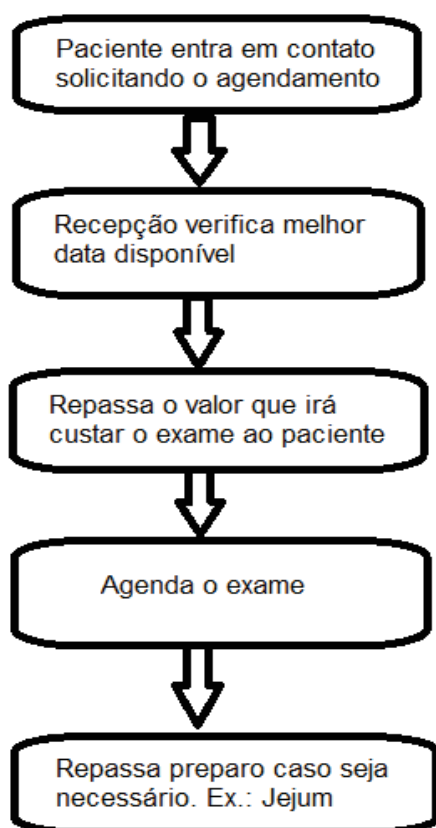 Paciente entra em contato
solicitando o agendamento
Recepção verifica melhor
data disponível
Repassa o valor que irá
custar o exame ao paciente
Agenda o exame
Repassa preparo caso seja
necessário. Ex.: Jejum